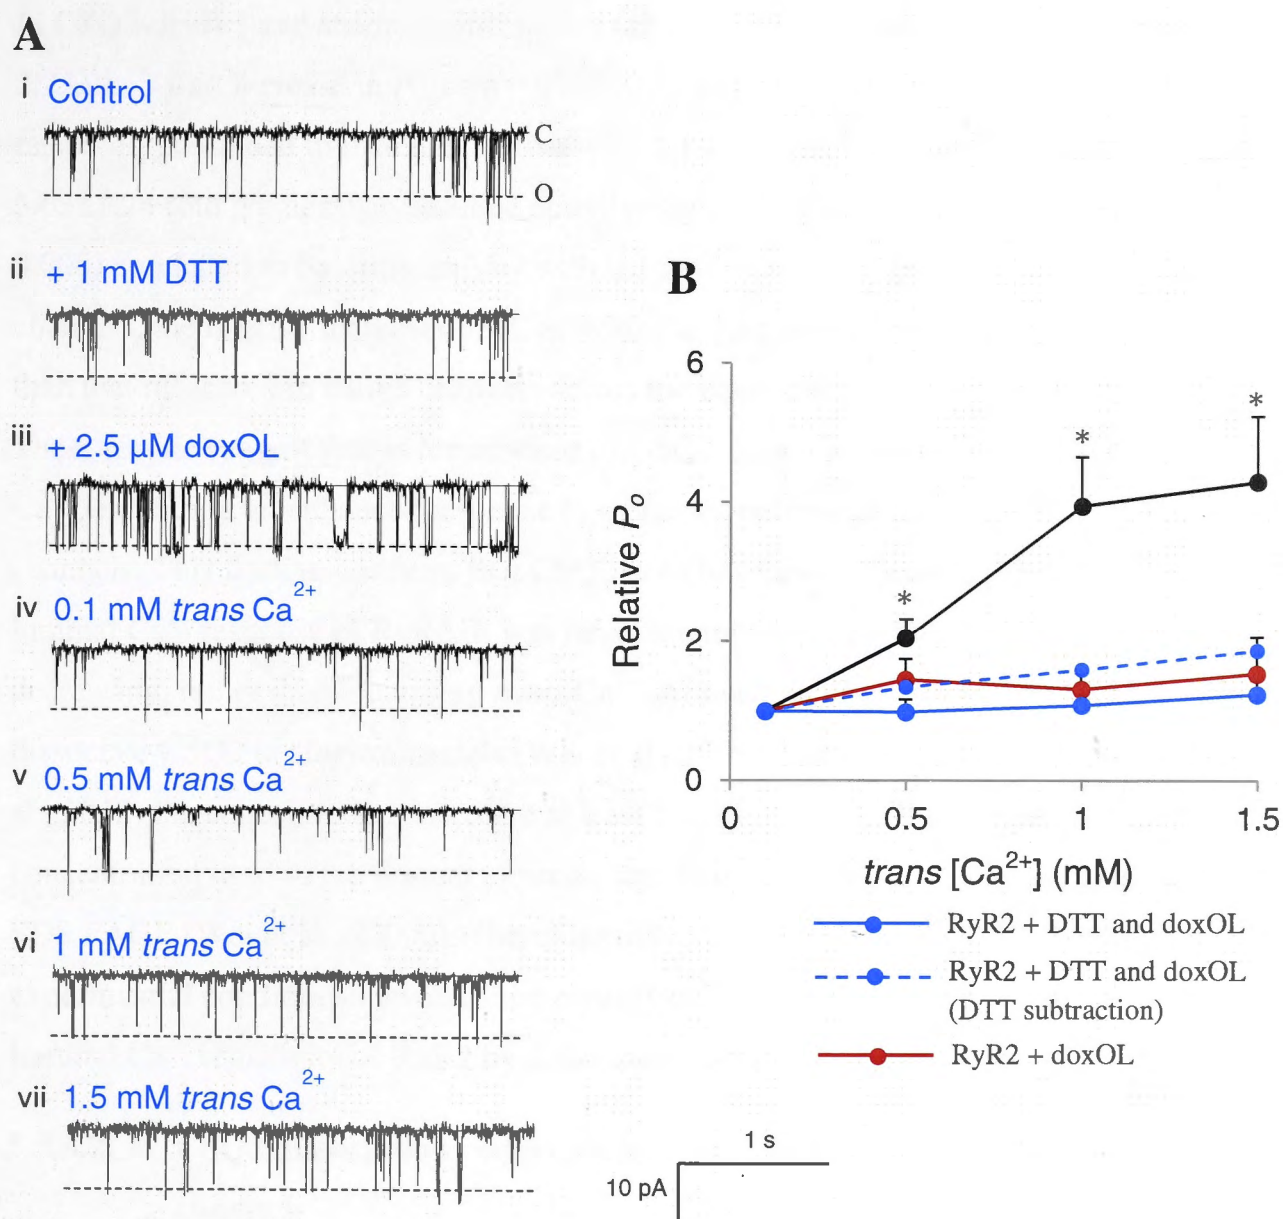 A
i Control
C
O
ii + 1 mM DTT
iii + 2.5 µM doxOL
iv 0.1 mM trans Ca2+
v 0.5 mM trans Ca2+
vi 1 mM trans Ca2+
vii 1.5 mM trans Ca2+
B
6
4
2
0
Relative Po
*
*
*
0 0.5 1 1.5
trans [Ca2+] (mM)
RyR2 + DTT and doxOL
RyR2 + DTT and doxOL
(DTT subtraction)
RyR2 + doxOL
1 s
10 pA